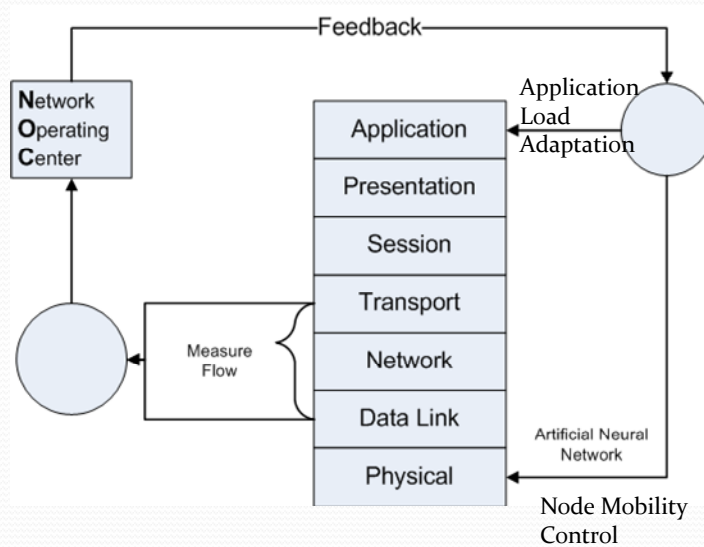 Feedback
Network
Operating
Center
Application
Load
Adaptation
Application
Presentation
Session
Transport
Network
Data Link
Physical
Measure
Flow
Artificial Neural
Network
Node Mobility
Control